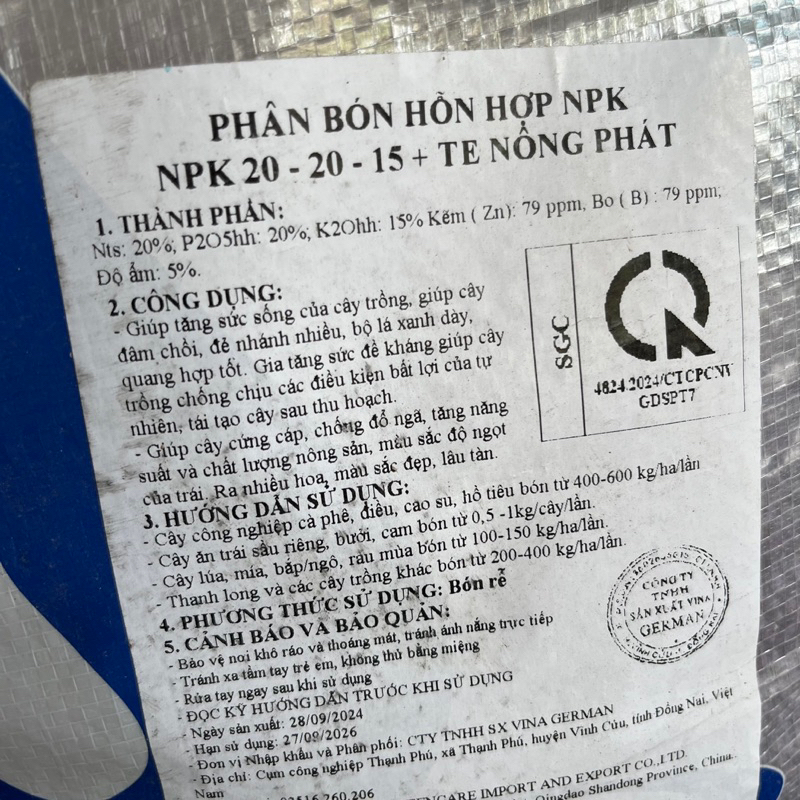 PHÂN BÓN HỖN HỢP NPK
NPK 20 - 20 - 15 + TE NÔNG PHÁT
1. THÀNH PHẦN:
Nts: 20%; P2O5hh: 20%; K2Ohh: 15% Kẽm ( Zn): 79 ppm, Bo ( B) : 79 ppm;
Độ ẩm: 5%.
2. CÔNG DỤNG:
- Giúp tăng sức sống của cây trồng, giúp cây
đâm chồi, đẻ nhánh nhiều, bộ lá xanh dày,
quang hợp tốt. Gia tăng sức đề kháng giúp cây
trồng chống chịu các điều kiện bất lợi của tự
nhiên, tái tạo cây sau thu hoạch.
- Giúp cây cứng cáp, chống đổ ngã, tăng năng
suất và chất lượng nông sản, màu sắc độ ngọt
của trái. Ra nhiều hoa, màu sắc đẹp, lâu tàn.
SGC
4824.2024/CTCPCNV
GDSPT7
3. HƯỚNG DẪN SỬ DỤNG:
- Cây công nghiệp cà phê, điều, cao su, hồ tiêu bón từ 400-600 kg/ha/lần
- Cây ăn trái sầu riêng, bưởi, cam bón từ 0,5 -1kg/cây/lần.
- Cây lúa, mía, bắp/ngô, rau mùa bón từ 100-150 kg/ha/lần.
- Thanh long và các cây trồng khác bón từ 200-400 kg/ha/lần.
4. PHƯƠNG THỨC SỬ DỤNG: Bón rễ
5. CẢNH BÁO VÀ BẢO QUẢN:
- Bảo vệ nơi khô ráo và thoáng mát, tránh ánh nắng trực tiếp
- Tránh xa tầm tay trẻ em, không thử bằng miệng
- Rửa tay ngay sau khi sử dụng
- ĐỌC KỸ HƯỚNG DẪN TRƯỚC KHI SỬ DỤNG
- Ngày sản xuất: 28/09/2024
- Hạn sử dụng: 27/09/2026
- Đơn vị Nhập khẩu và Phân phối: CTY TNHH SX VINA GERMAN
- Địa chỉ: Cụm công nghiệp Thạnh Phú, xã Thạnh Phú, huyện Vĩnh Cửu, tỉnh Đồng Nai, Việt
Nam
CÔNG TY
TNHH
SẢN XUẤT VINA
GERMAN
02516.760.206
IMPORT AND EXPORT CO.,LTD.
Qingdao Shandong Province, China.